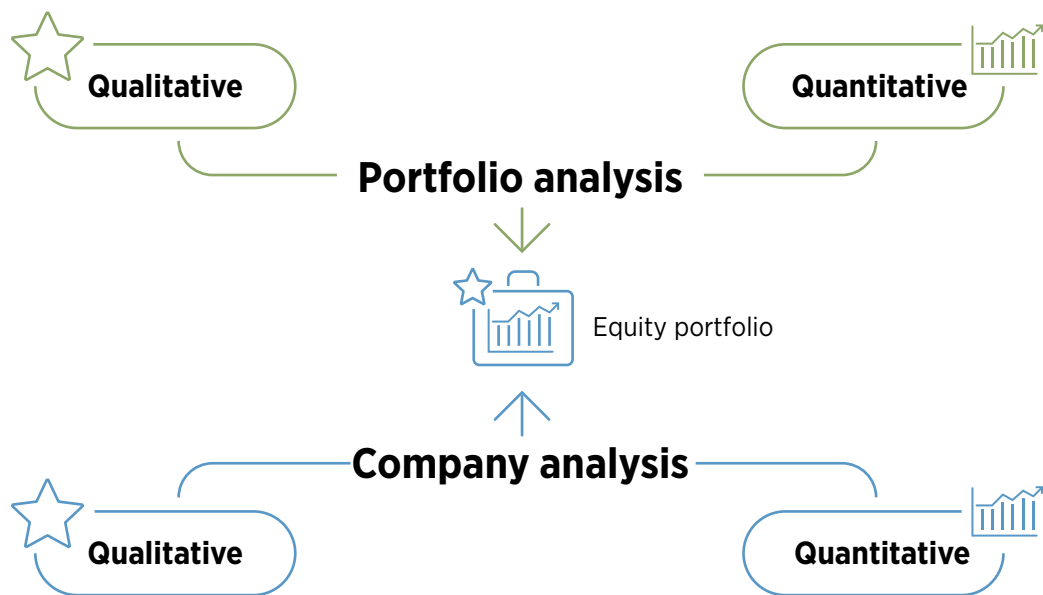 Qualitative
Quantitative
Portfolio analysis
Equity portfolio
Company analysis
Qualitative
Quantitative